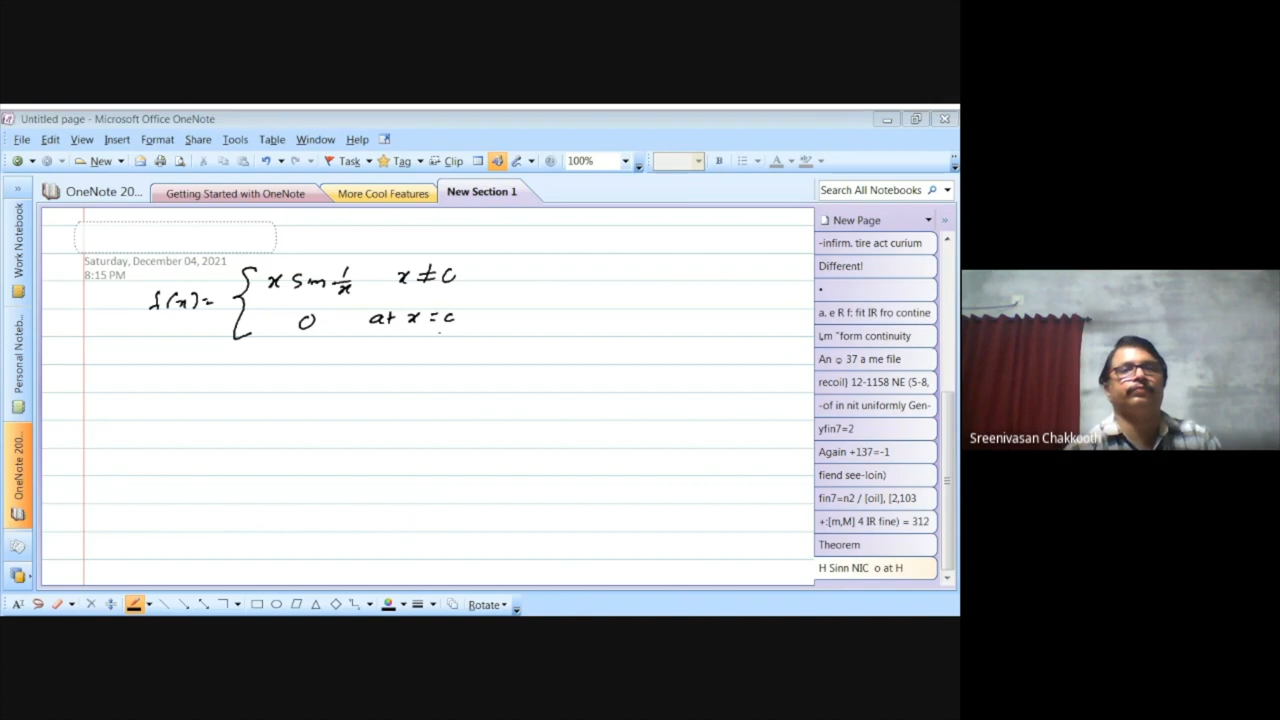 Untitled page - Microsoft Office OneNote
File Edit View Insert Format Share Tools Table Window Help
New Task Tag Clip 100% B A
OneNote 20... Getting Started with OneNote More Cool Features New Section 1 Search All Notebooks
New Page
Work Notebook
Personal Noteb...
OneNote 200...
Saturday, December 04, 2021
8:15 PM
f(x) = { x sin 1/x x ≠ 0
0 at x = 0
-infirm. tire act curium
Different!
•
a. e R f: fit IR fro contine
"form continuity
An ☺ 37 a me file
recoil) 12-1158 NE (5-8,
-of in nit uniformly Gen-
yfin7=2
Again +137=-1
fiend see-loin)
fin7=n2 / [oil], [2,103
+:[m,M] 4 IR fine) = 312
Theorem
H Sinn NIC o at H
Sreenivasan Chakkooth
Rotate